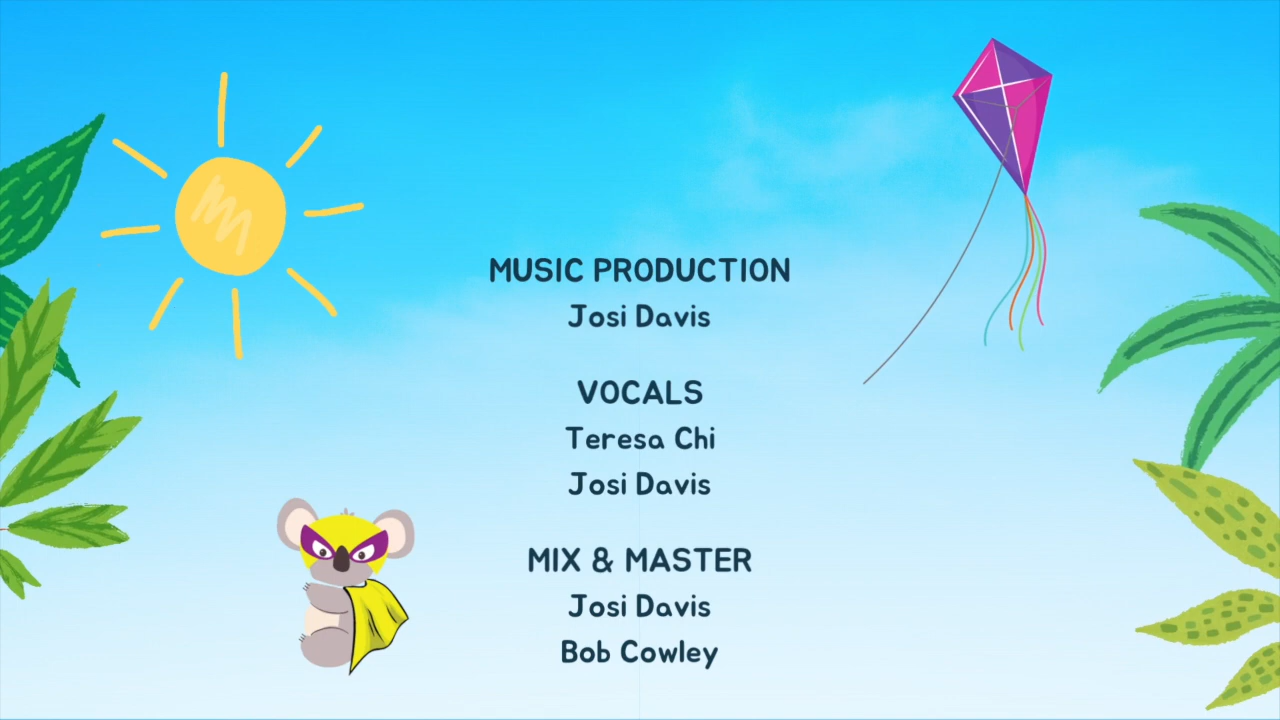 MUSIC PRODUCTION
Josi Davis
VOCALS
Teresa Chi
Josi Davis
MIX & MASTER
Josi Davis
Bob Cowley